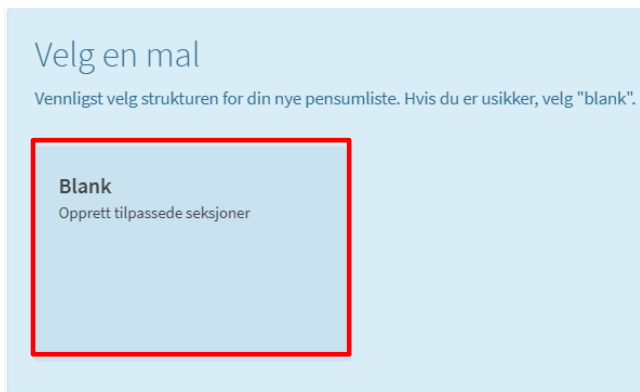 Velg en mal
Vennligst velg strukturen for din nye pensumliste. Hvis du er usikker, velg "blank".
Blank
Opprett tilpassede seksjoner